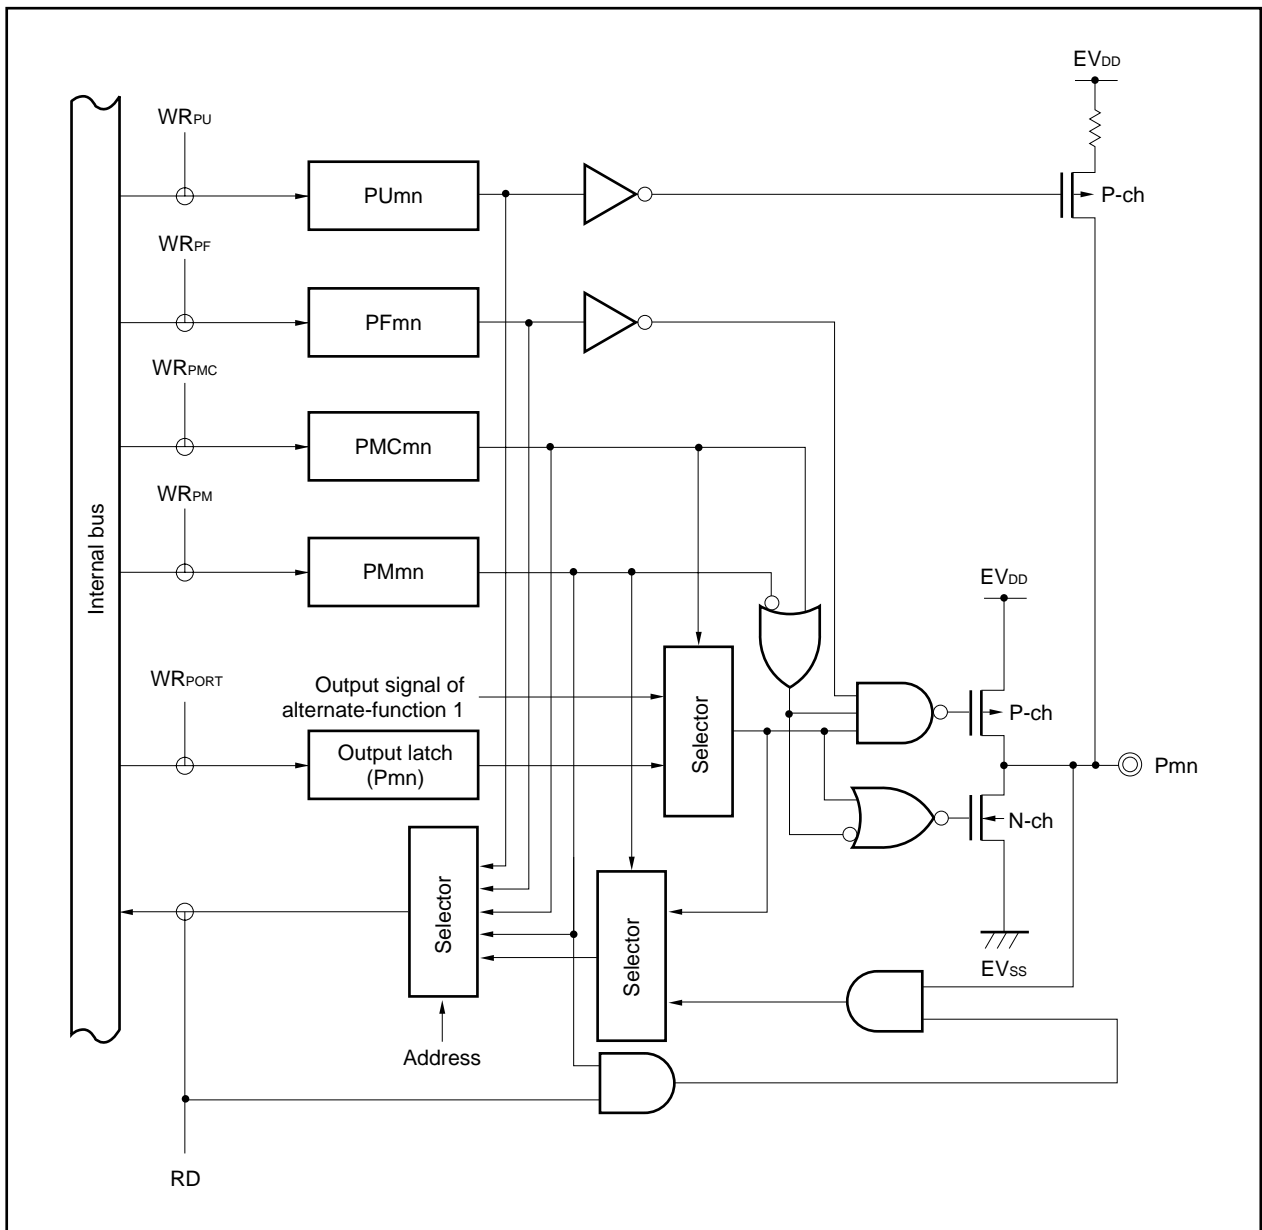 EVDD
WRPU
PUmn
P-ch
WRPF
PFmn
WRPMC
PMCmn
WRPM
PMmn
Internal bus
EVDD
WRPORT
Output signal of
alternate-function 1
Selector
P-ch
Output latch
(Pmn)
Pmn
N-ch
Selector
Selector
EVSS
Address
RD